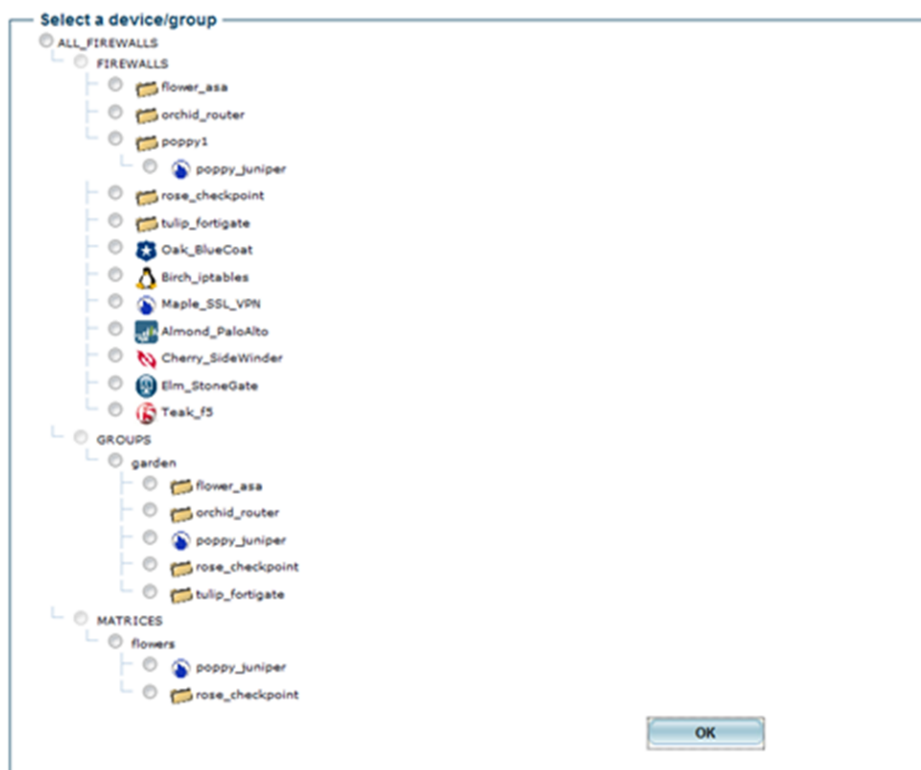 Select a device/group
ALL_FIREWALLS
FIREWALLS
flower_asa
orchid_router
poppy1
poppy_juniper
rose_checkpoint
tulip_fortigate
Oak_BlueCoat
Birch_iptables
Maple_SSL_VPN
Almond_PaloAlto
Cherry_SideWinder
Elm_StoneGate
Teak_f5
GROUPS
garden
flower_asa
orchid_router
poppy_juniper
rose_checkpoint
tulip_fortigate
MATRICES
flowers
poppy_juniper
rose_checkpoint
OK